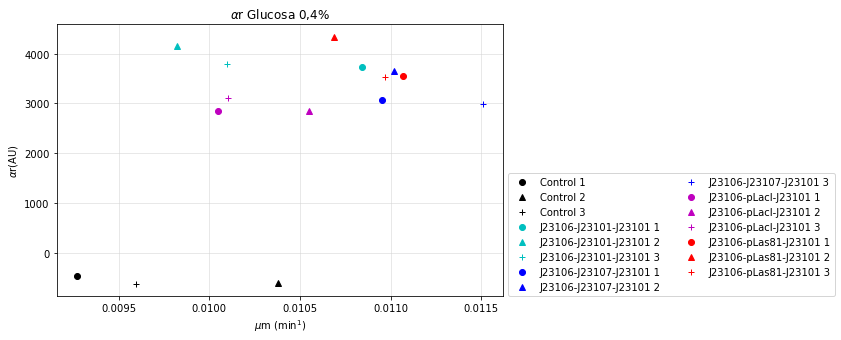 αr Glucosa 0,4%
4000
3000
2000
1000
0
αr(AU)
0.0095
0.0100
0.0105
0.0110
0.0115
μm (min¹)
Control 1
Control 2
Control 3
J23106-J23101-J23101 1
J23106-J23101-J23101 2
J23106-J23101-J23101 3
J23106-J23107-J23101 1
J23106-J23107-J23101 2
J23106-J23107-J23101 3
J23106-pLacI-J23101 1
J23106-pLacI-J23101 2
J23106-pLacI-J23101 3
J23106-pLas81-J23101 1
J23106-pLas81-J23101 2
J23106-pLas81-J23101 3